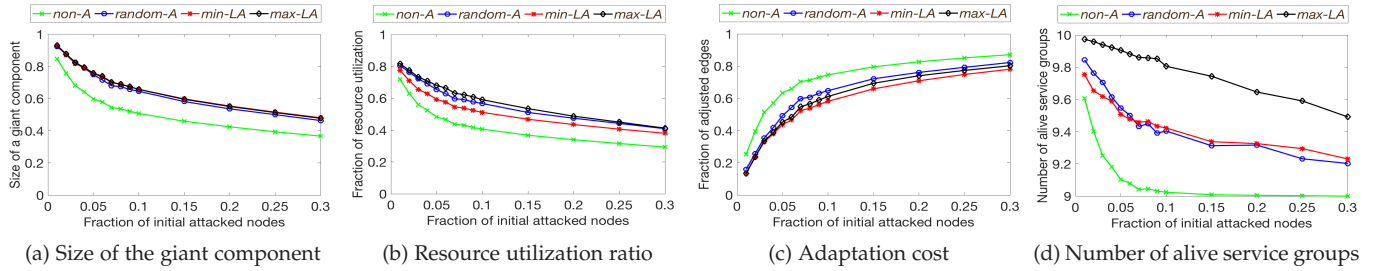 non-A random-A min-LA max-LA
Size of a giant component
1
0.8
0.6
0.4
0.2
0
0 0.05 0.1 0.15 0.2 0.25 0.3
Fraction of initial attacked nodes
(a) Size of the giant component
non-A random-A min-LA max-LA
Fraction of resource utilization
1
0.8
0.6
0.4
0.2
0
0 0.05 0.1 0.15 0.2 0.25 0.3
Fraction of initial attacked nodes
(b) Resource utilization ratio
non-A random-A min-LA max-LA
Fraction of adjusted edges
1
0.8
0.6
0.4
0.2
0
0 0.05 0.1 0.15 0.2 0.25 0.3
Fraction of initial attacked nodes
(c) Adaptation cost
non-A random-A min-LA max-LA
Number of alive service groups
10
9.8
9.6
9.4
9.2
9
0 0.05 0.1 0.15 0.2 0.25 0.3
Fraction of initial attacked nodes
(d) Number of alive service groups